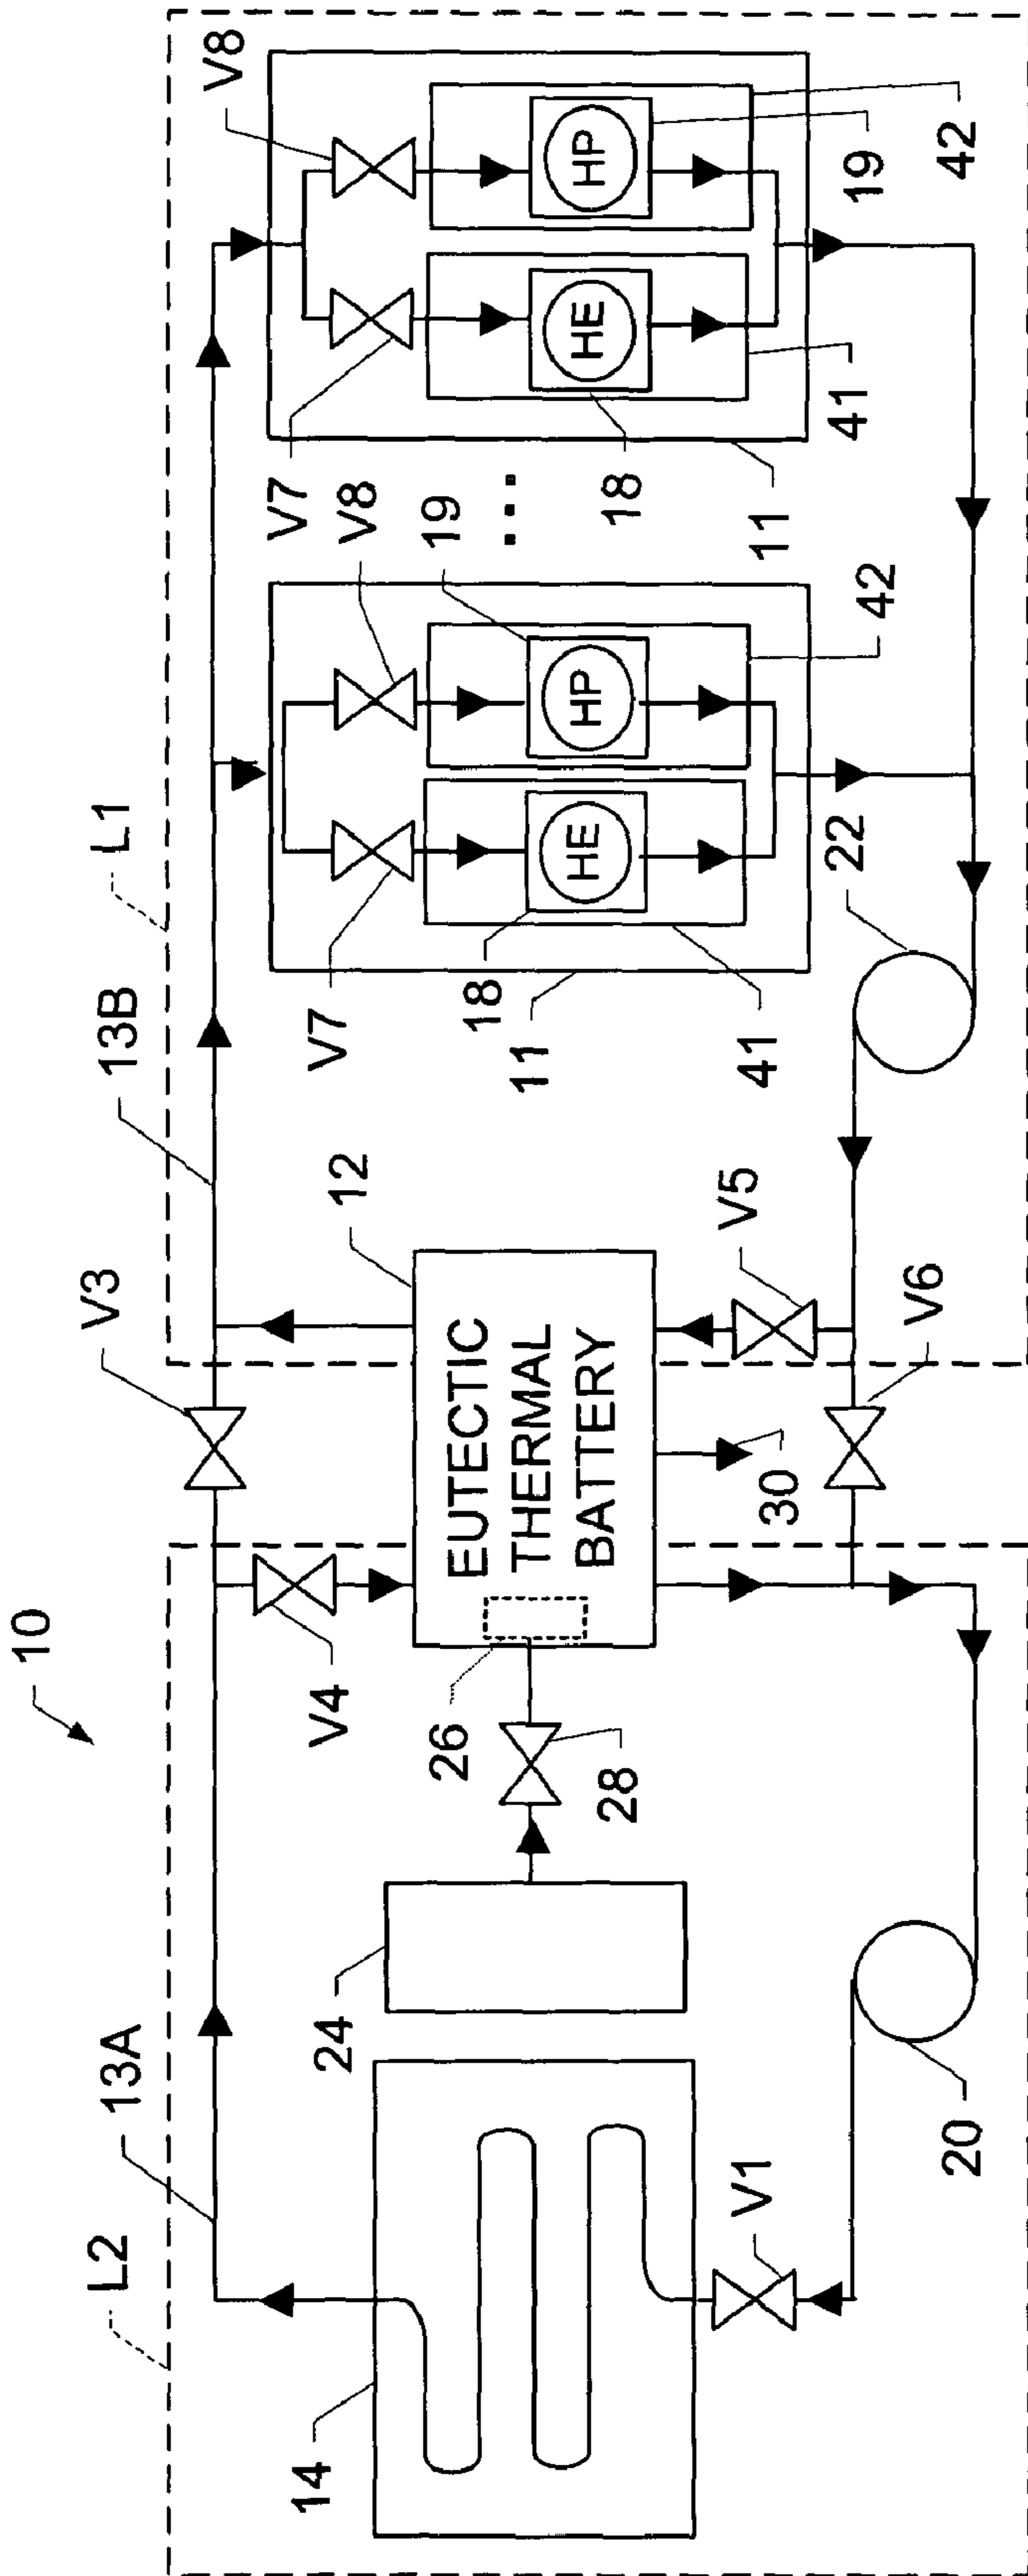 10
L2
13A
V3
13B
L1
V8
14
24
26
28
V4
12
EUTECTIC
THERMAL
BATTERY
30
V1
20
V5
V6
22
V7
V8
19
18
HE
HP
11
41
42
...
V7
HE
HP
18
11
41
19
42